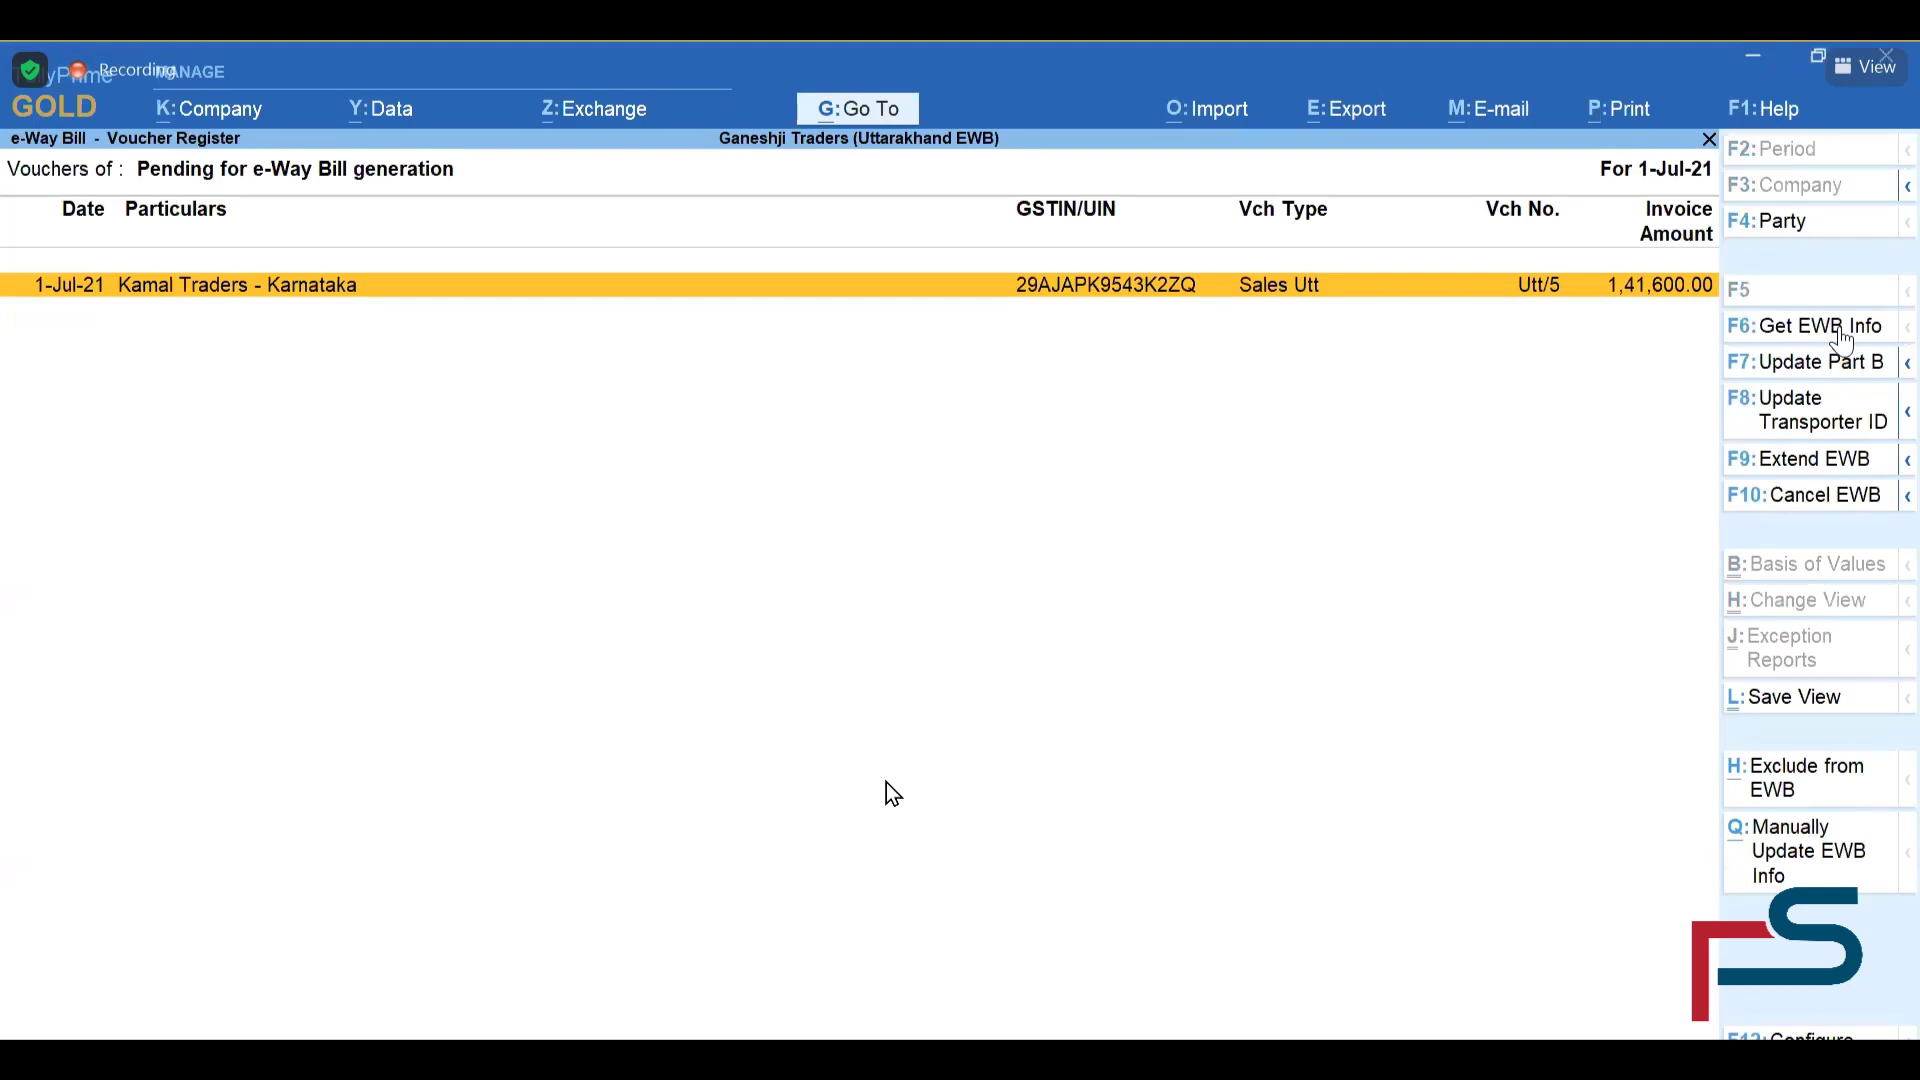 TallyPrime
Recording
MANAGE
View
GOLD
K:Company
Y:Data
Z:Exchange
G:Go To
O:Import
E:Export
M:E-mail
P:Print
F1:Help
e-Way Bill - Voucher Register
Ganeshji Traders (Uttarakhand EWB)
Vouchers of : Pending for e-Way Bill generation
For 1-Jul-21
Date Particulars GSTIN/UIN Vch Type Vch No. Invoice
Amount
1-Jul-21 Kamal Traders - Karnataka 29AJAPK9543K2ZQ Sales Utt Utt/5 1,41,600.00
F2:Period
F3:Company
F4:Party
F5
F6:Get EWB Info
F7:Update Part B
F8:Update
Transporter ID
F9:Extend EWB
F10:Cancel EWB
B:Basis of Values
H:Change View
J:Exception
Reports
L:Save View
H:Exclude from
EWB
Q:Manually
Update EWB
Info
F12:Configure